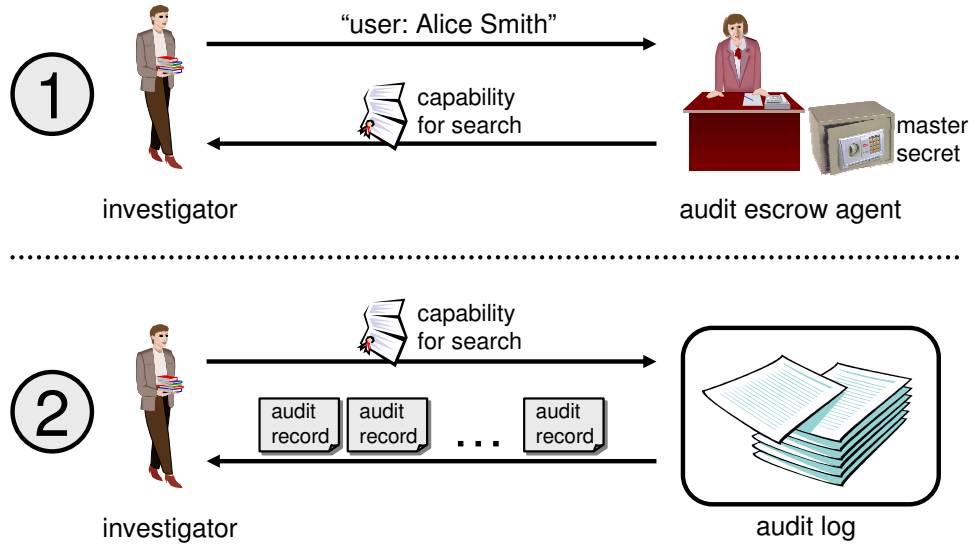 1
“user: Alice Smith”
capability
for search
master
secret
investigator
audit escrow agent
2
capability
for search
audit
record
audit
record
...
audit
record
investigator
audit log